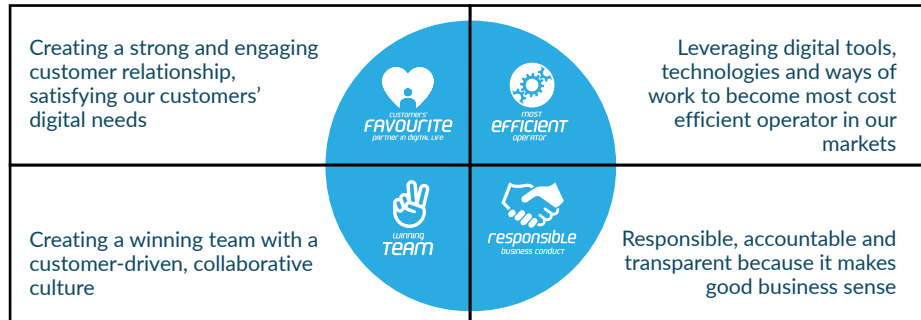 Creating a strong and engaging
customer relationship,
satisfying our customers’
digital needs
CUSTOMERS'
FAVOURITE
partner in digital life
MOST
EFFICIENT
OPERATOR
Leveraging digital tools,
technologies and ways of
work to become most cost
efficient operator in our
markets
Creating a winning team with a
customer-driven, collaborative
culture
WINNING
TEAM
responsible
business conduct
Responsible, accountable and
transparent because it makes
good business sense